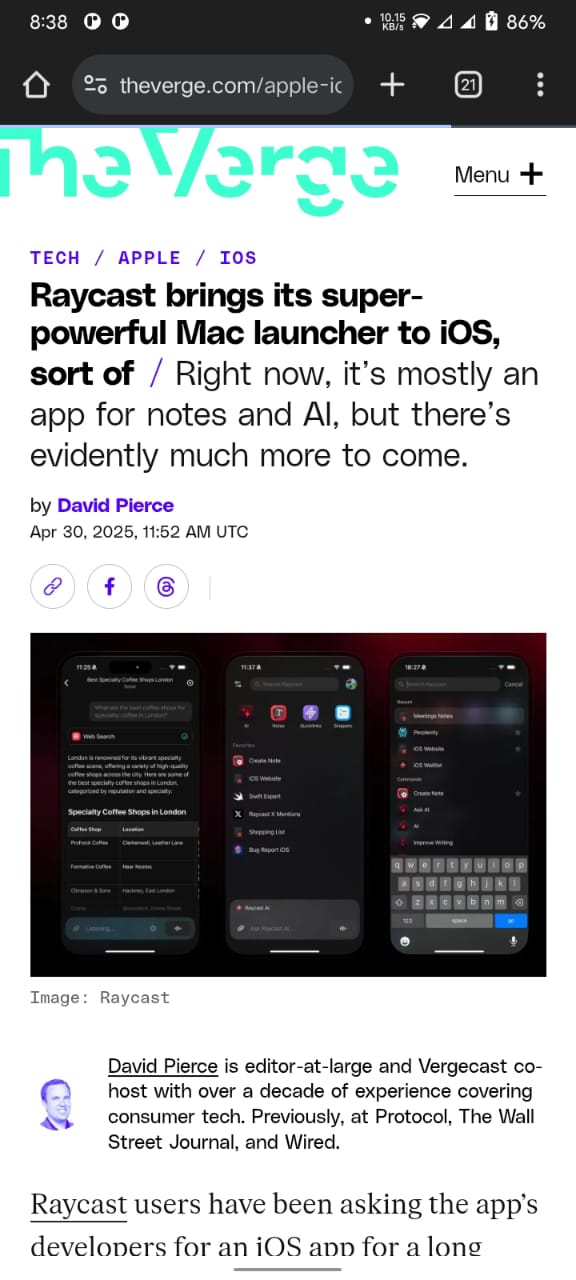 8:38
10.15
KB/s
86%
theverge.com/apple-ic
21
The Verge
Menu
TECH / APPLE / IOS
Raycast brings its super-
powerful Mac launcher to iOS,
sort of / Right now, it's mostly an
app for notes and AI, but there's
evidently much more to come.
by David Pierce
Apr 30, 2025, 11:52 AM UTC
11:25
Best Specialty Coffee Shops London
What are the best coffee shops for
specialty coffee in London?
Web Search
London is renowned for its vibrant specialty
coffee scene, offering a variety of high-quality
coffee shops across the city. Here are some of
the best specialty coffee shops in London,
categorized by reputation and specialty:
Specialty Coffee Shops in London
Coffee Shop Location
Prufrock Coffee Clerkenwell, Leather Lane
Formative Coffee Near Nostos
Climpson & Sons Hackney, East London
Listening...
11:37
Search Raycast
AI Notes Quicklinks Snippets
Favorites
Create Note
iOS Website
Swift Expert
Raycast X Mentions
Shopping List
Bug Report iOS
Raycast AI
Ask Raycast AI...
18:27
Search Raycast
Cancel
Recent
Meetings Notes
Perplexity
iOS Website
iOS Waitlist
Commands
Create Note
Ask AI
AI
Improve Writing
q w e r t y u i o p
a s d f g h j k l
z x c v b n m
123 space go
Image: Raycast
David Pierce is editor-at-large and Vergecast co-
host with over a decade of experience covering
consumer tech. Previously, at Protocol, The Wall
Street Journal, and Wired.
Raycast users have been asking the app's
developers for an iOS app for a long